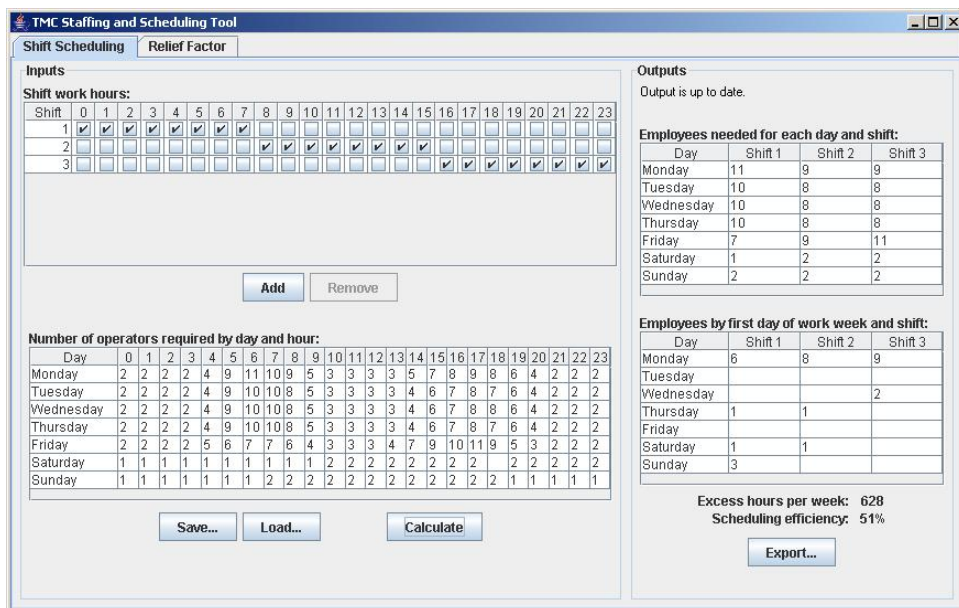 TMC Staffing and Scheduling Tool
Shift Scheduling Relief Factor
Inputs
Shift work hours:
Shift 0 1 2 3 4 5 6 7 8 9 10 11 12 13 14 15 16 17 18 19 20 21 22 23
1
2
3
Add Remove
Number of operators required by day and hour:
Day 0 1 2 3 4 5 6 7 8 9 10 11 12 13 14 15 16 17 18 19 20 21 22 23
Monday 2 2 2 2 4 9 11 10 9 5 3 3 3 3 5 7 8 9 8 6 4 2 2 2
Tuesday 2 2 2 2 4 9 10 10 8 5 3 3 3 3 4 6 7 8 7 6 4 2 2 2
Wednesday 2 2 2 2 4 9 10 10 8 5 3 3 3 3 4 6 7 8 8 6 4 2 2 2
Thursday 2 2 2 2 4 9 10 10 8 5 3 3 3 3 4 6 7 8 7 6 4 2 2 2
Friday 2 2 2 2 5 6 7 7 6 4 3 3 3 4 7 9 10 11 9 5 3 2 2 2
Saturday 1 1 1 1 1 1 1 1 1 1 2 2 2 2 2 2 2 2 2 2 2 2 2
Sunday 1 1 1 1 1 1 1 2 2 2 2 2 2 2 2 2 2 2 2 1 1 1 1 1
Save... Load... Calculate
Outputs
Output is up to date.
Employees needed for each day and shift:
Day Shift 1 Shift 2 Shift 3
Monday 11 9 9
Tuesday 10 8 8
Wednesday 10 8 8
Thursday 10 8 8
Friday 7 9 11
Saturday 1 2 2
Sunday 2 2 2
Employees by first day of work week and shift:
Day Shift 1 Shift 2 Shift 3
Monday 6 8 9
Tuesday
Wednesday 2
Thursday 1 1
Friday
Saturday 1 1
Sunday 3
Excess hours per week: 628
Scheduling efficiency: 51%
Export...